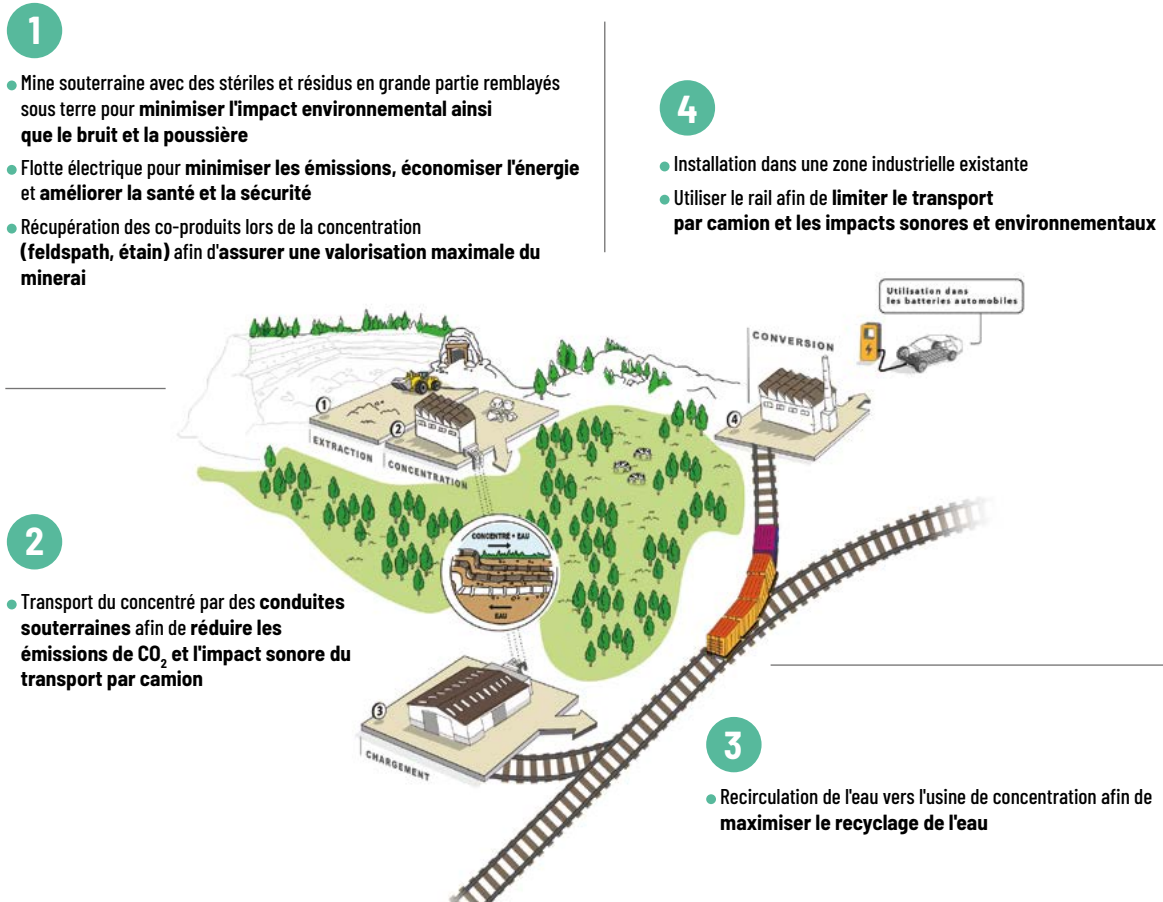 1
Mine souterraine avec des stériles et résidus en grande partie remblayés
sous terre pour minimiser l'impact environnemental ainsi
que le bruit et la poussière
Flotte électrique pour minimiser les émissions, économiser l'énergie
et améliorer la santé et la sécurité
Récupération des co-produits lors de la concentration
(feldspath, étain) afin d'assurer une valorisation maximale du
minerai
4
Installation dans une zone industrielle existante
Utiliser le rail afin de limiter le transport
par camion et les impacts sonores et environnementaux
Utilisation dans
les batteries automobiles
CONVERSION
4
1
EXTRACTION
2
CONCENTRATION
CONCENTRÉ + EAU
EAU
2
Transport du concentré par des conduites
souterraines afin de réduire les
émissions de CO2 et l'impact sonore du
transport par camion
3
CHARGEMENT
3
Recirculation de l'eau vers l'usine de concentration afin de
maximiser le recyclage de l'eau